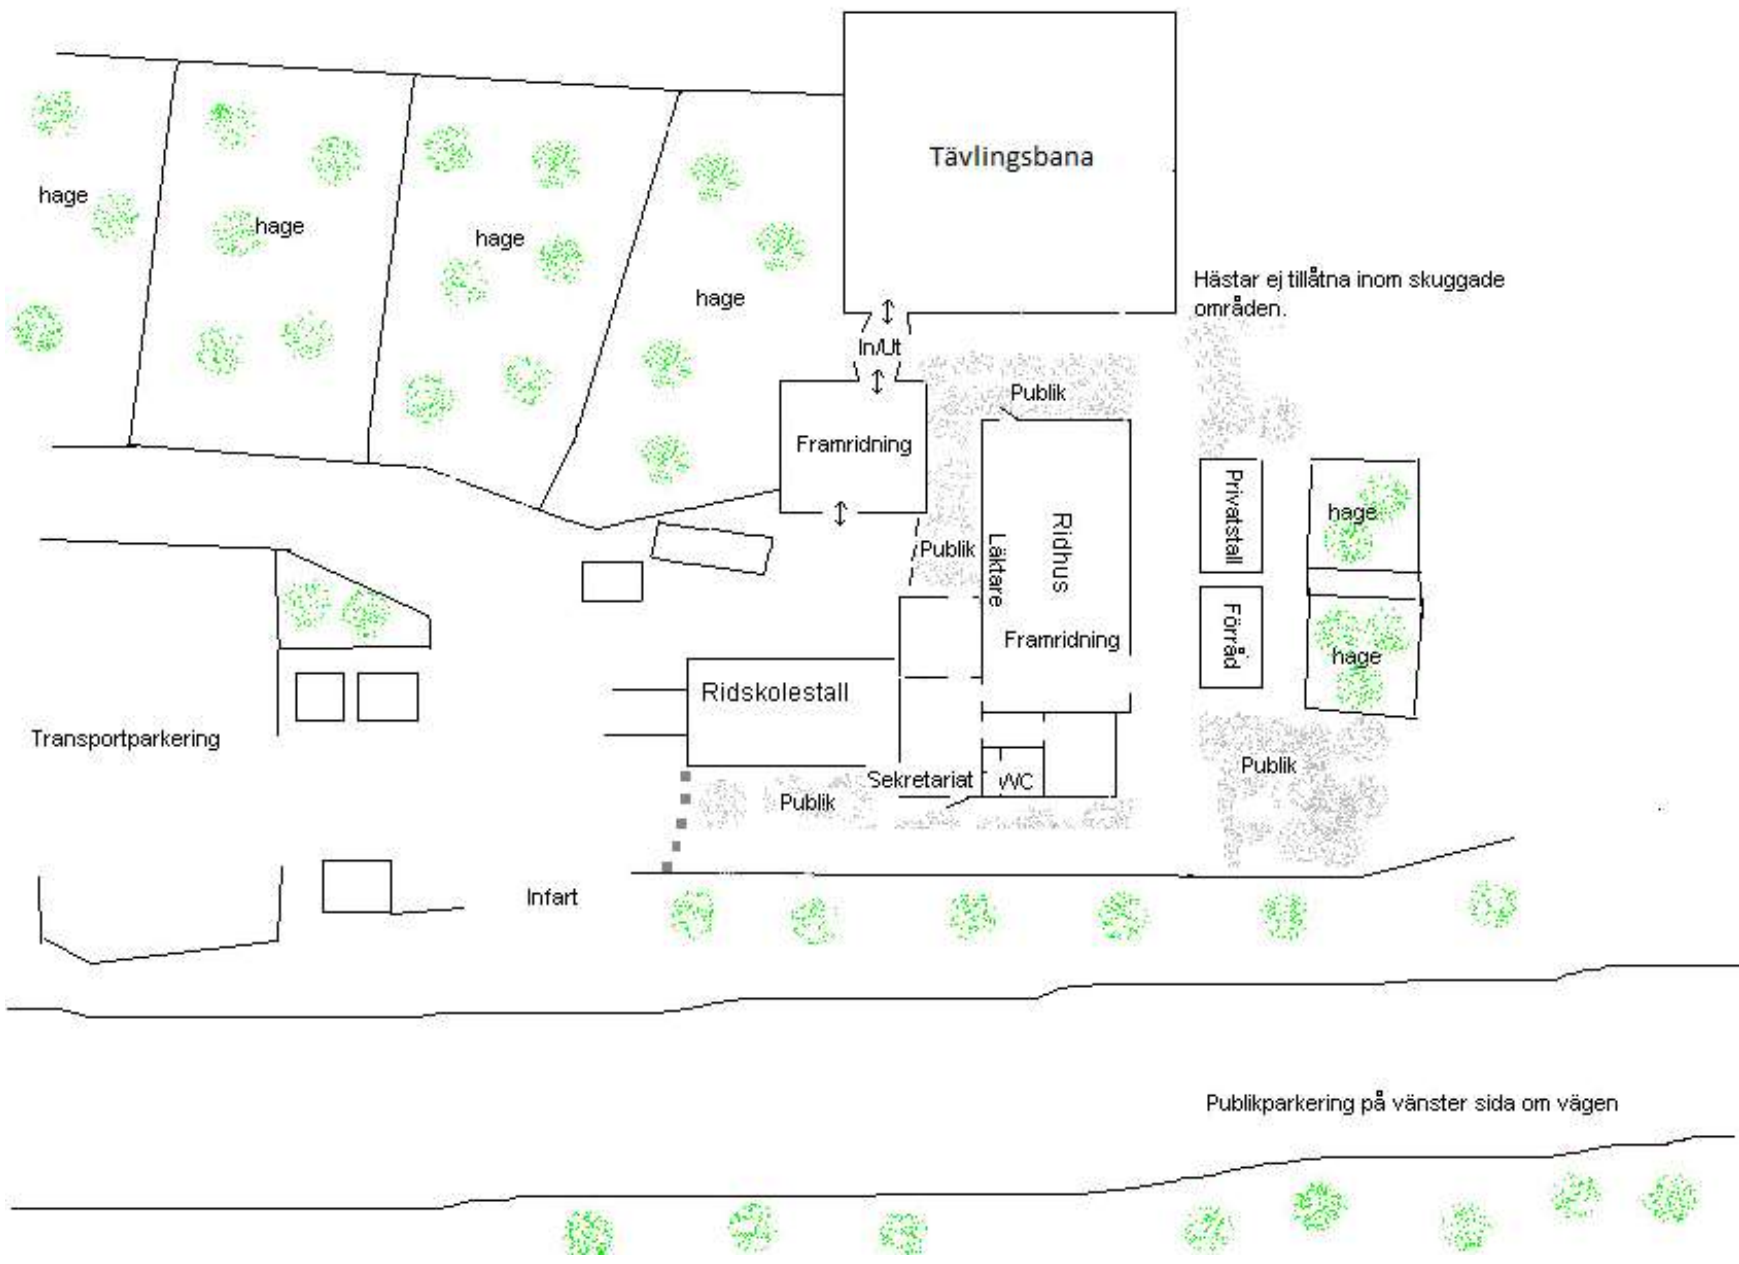 Tävlingsbana
hage
hage
hage
hage
Hästar ej tillåtna inom skuggade
områden.
In/Ut
Publik
Framridning
Privatstall
hage
Ridhus
Läktare
Publik
Förråd
Framridning
hage
Ridskolestall
Transportparkering
Publik
Sekretariat
WC
Publik
Infart
Publikparkering på vänster sida om vägen